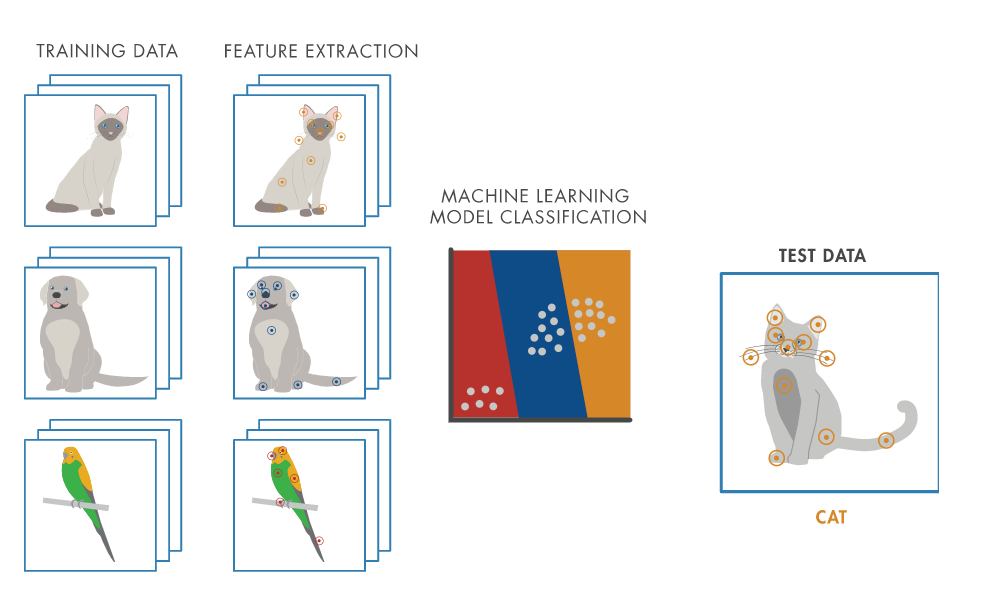 TRAINING DATA
FEATURE EXTRACTION
MACHINE LEARNING
MODEL CLASSIFICATION
TEST DATA
CAT